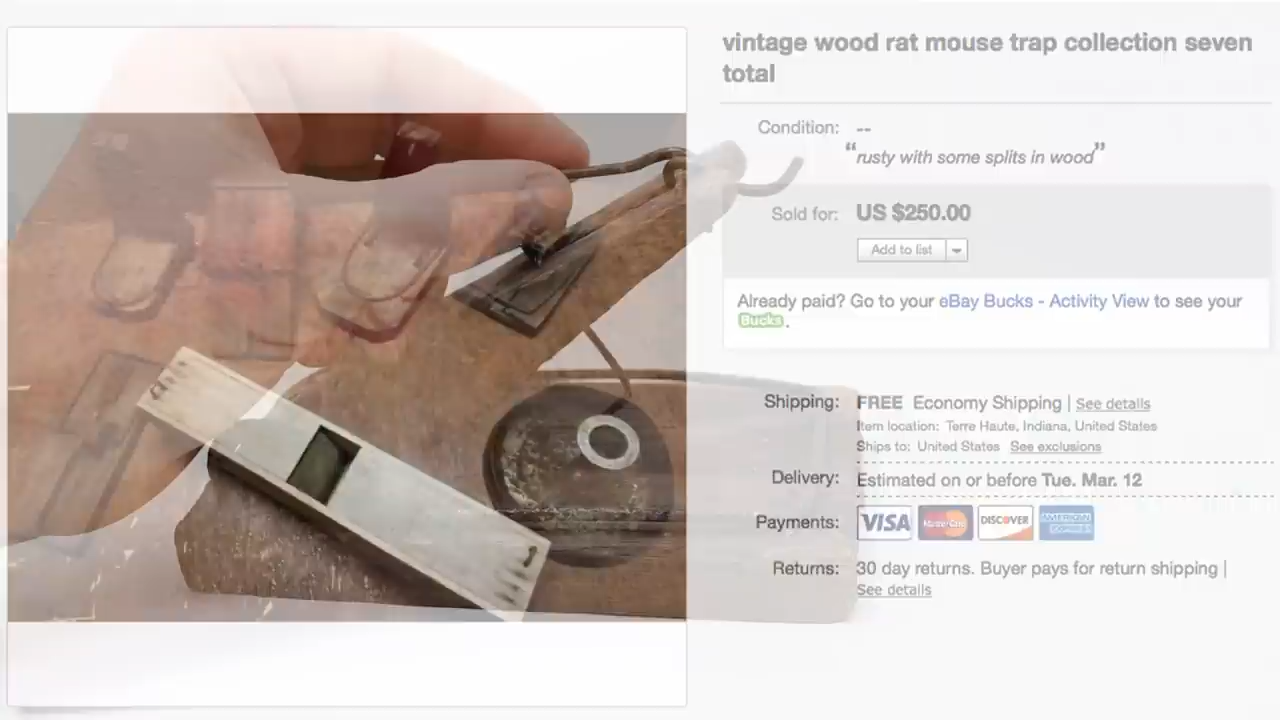 vintage wood rat mouse trap collection seven
total
Condition: --
“rusty with some splits in wood”
Sold for: US $250.00
Add to list
Already paid? Go to your eBay Bucks - Activity View to see your
Bucks.
Shipping: FREE Economy Shipping | See details
Item location: Terre Haute, Indiana, United States
Ships to: United States See exclusions
Delivery: Estimated on or before Tue. Mar. 12
Payments: VISA MasterCard DISCOVER AMERICAN EXPRESS
Returns: 30 day returns. Buyer pays for return shipping |
See details